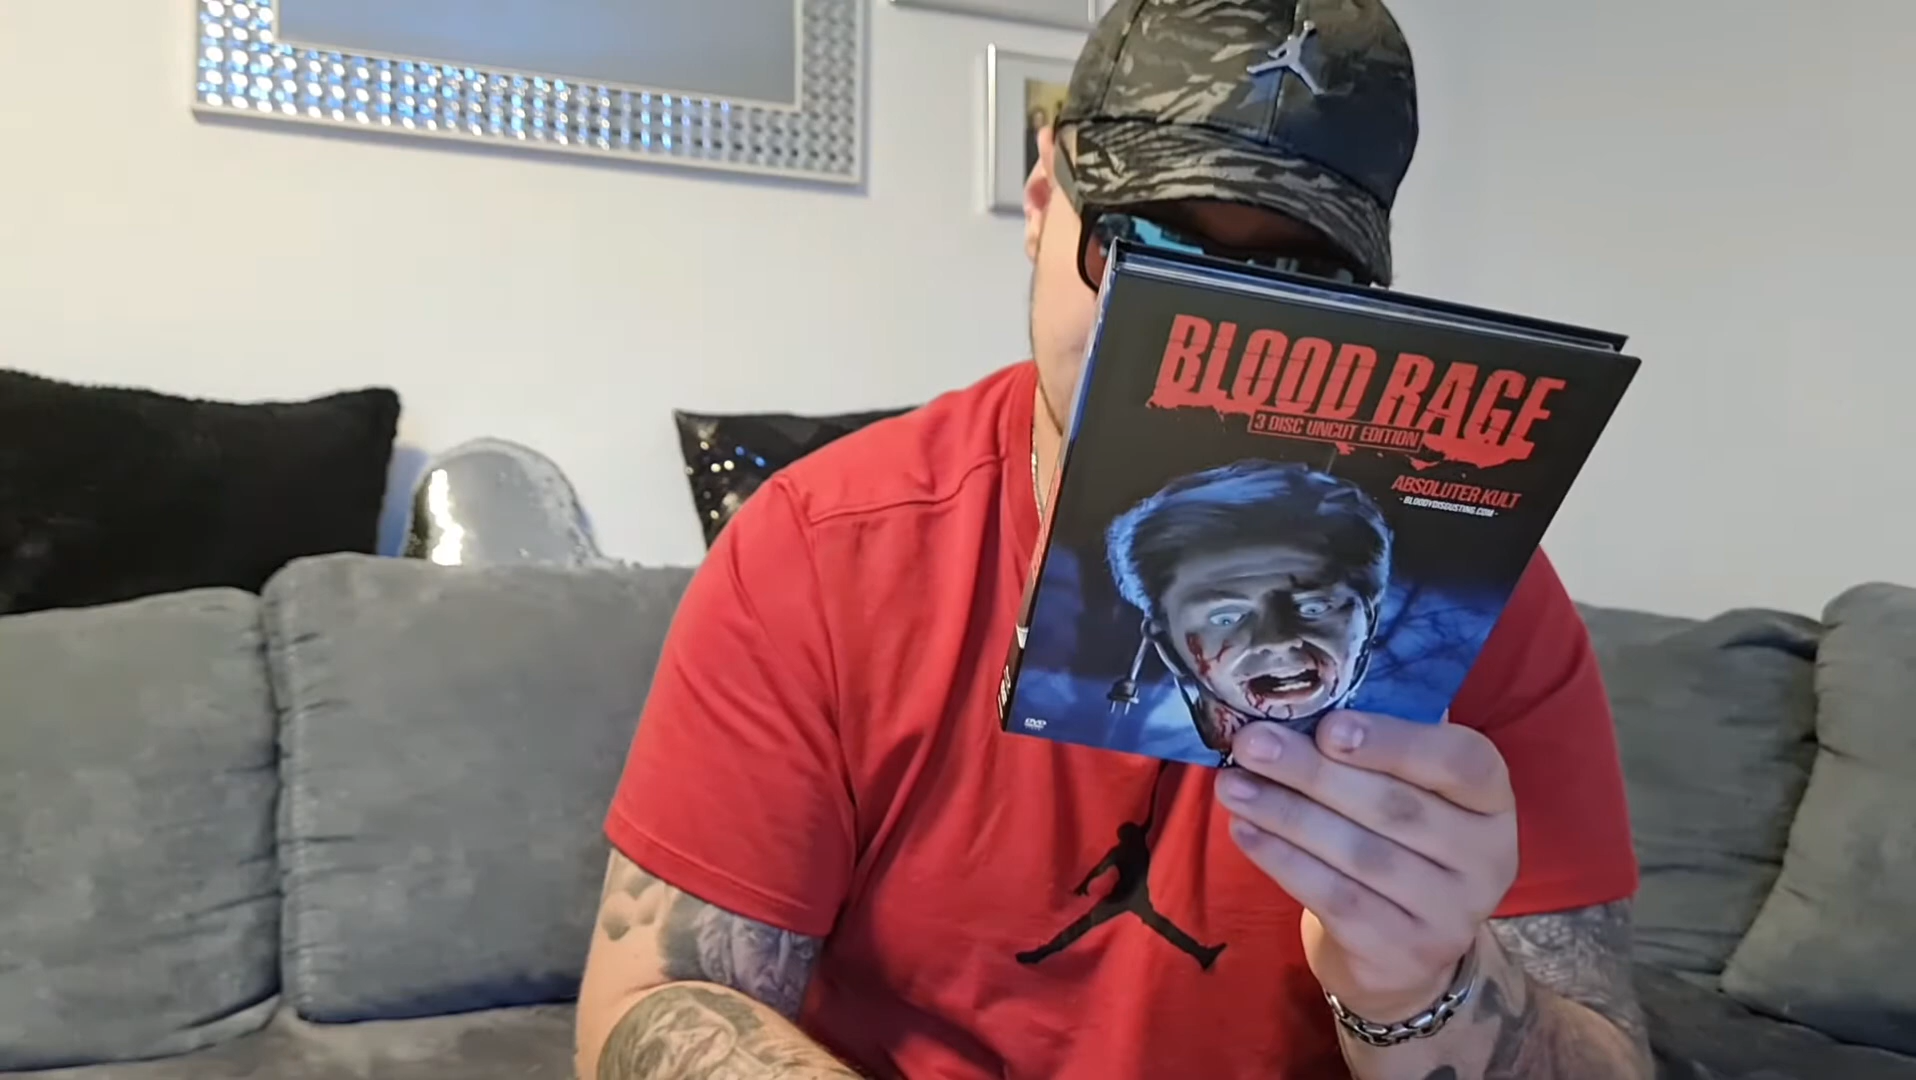 BLOOD RAGE
3 DISC UNCUT EDITION
ABSOLUTER KULT
- BLOODYDISGUSTING.COM -
DVD